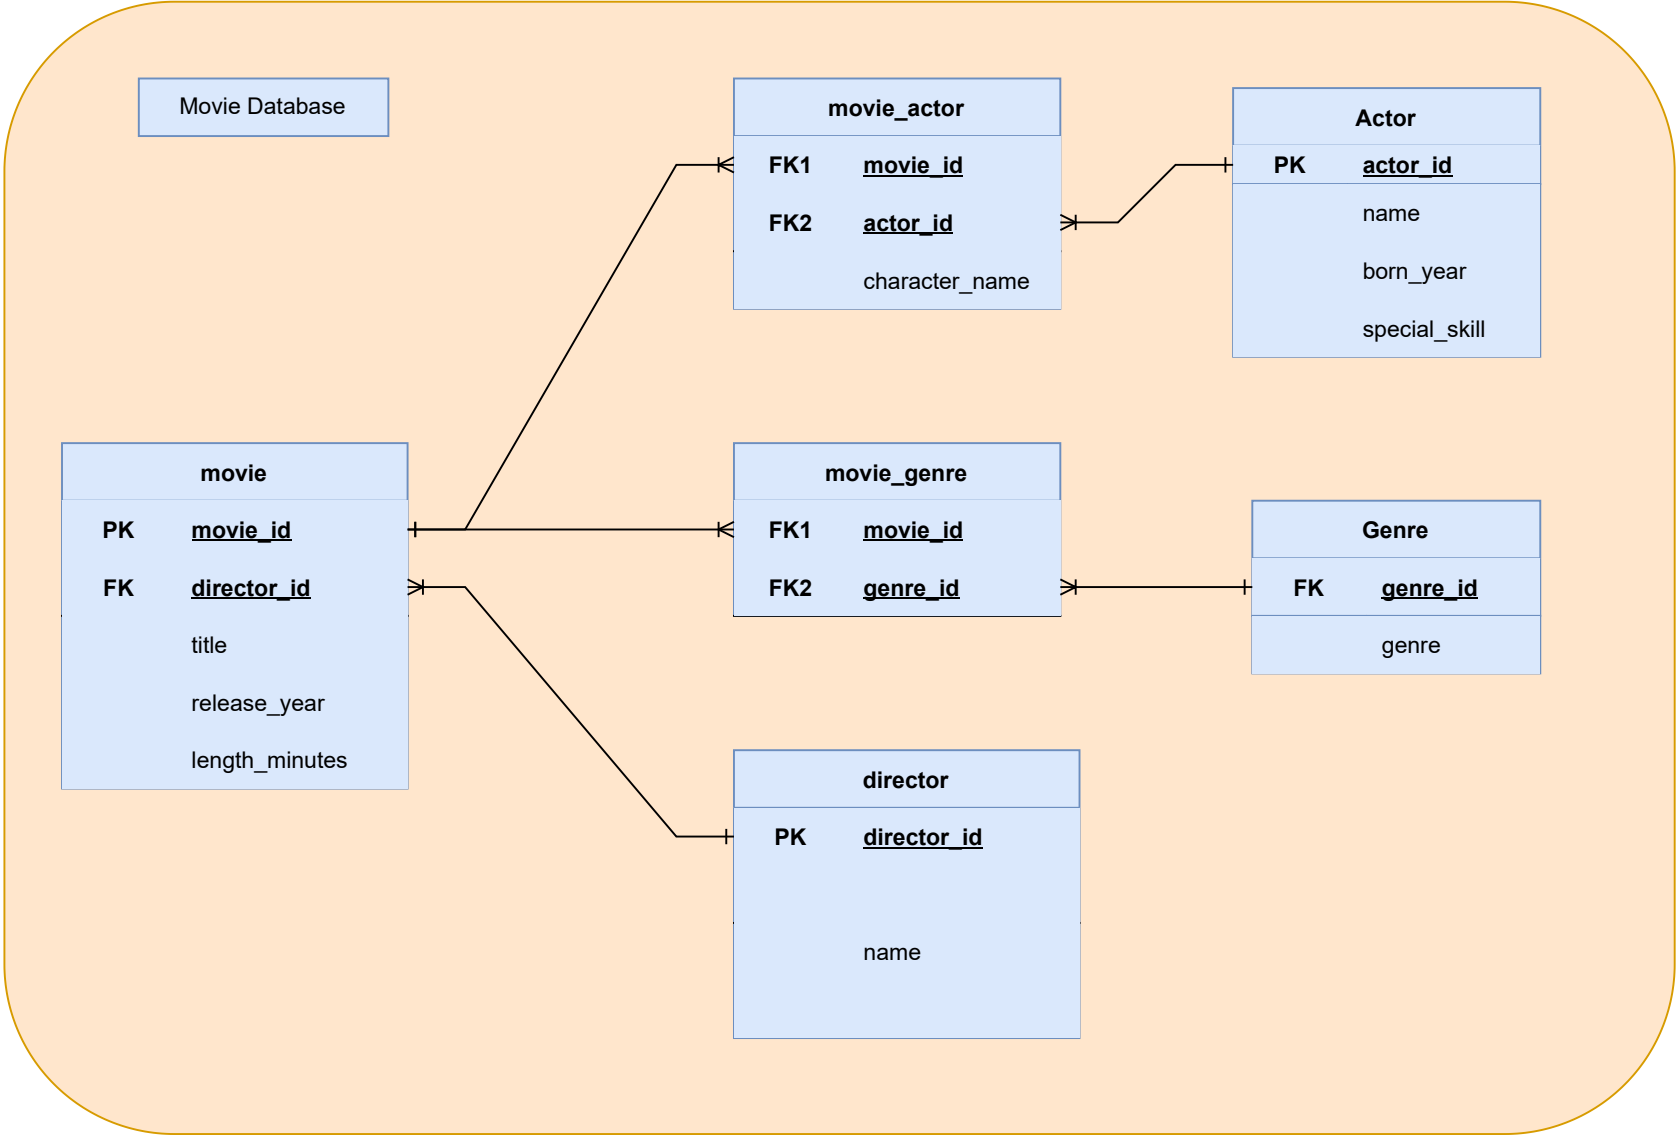 Movie Database
movie_actor
FK1 movie_id
FK2 actor_id
character_name
Actor
PK actor_id
name
born_year
special_skill
movie
PK movie_id
FK director_id
title
release_year
length_minutes
movie_genre
FK1 movie_id
FK2 genre_id
Genre
FK genre_id
genre
director
PK director_id
name